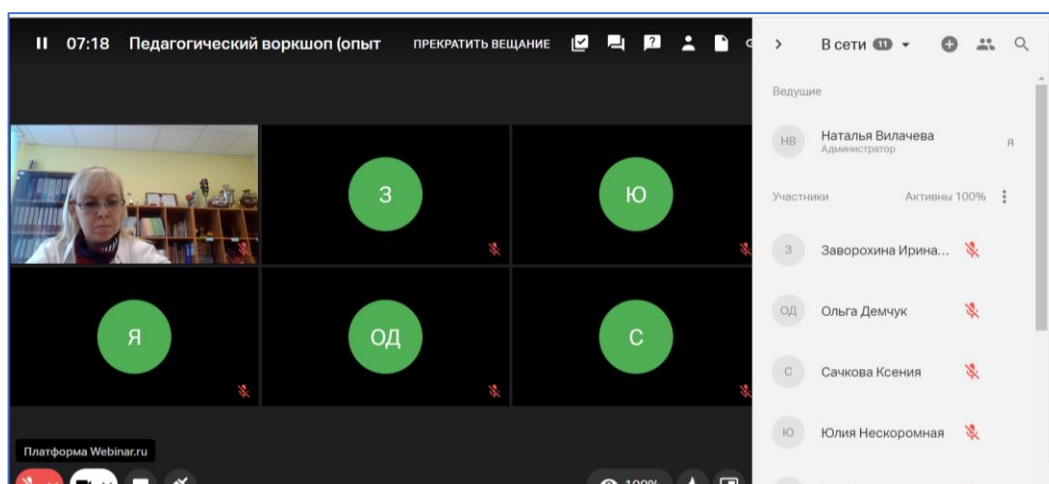 07:18 Педагогический воркшоп (опыт ПРЕКРАТИТЬ ВЕЩАНИЕ
В сети 11
Ведущие
НВ Наталья Вилачева Я
Администратор
Участники Активны 100%
З Заворохина Ирина...
ОД Ольга Демчук
С Сачкова Ксения
Ю Юлия Нескоромная
З
Ю
Я
ОД
С
Платформа Webinar.ru
100%